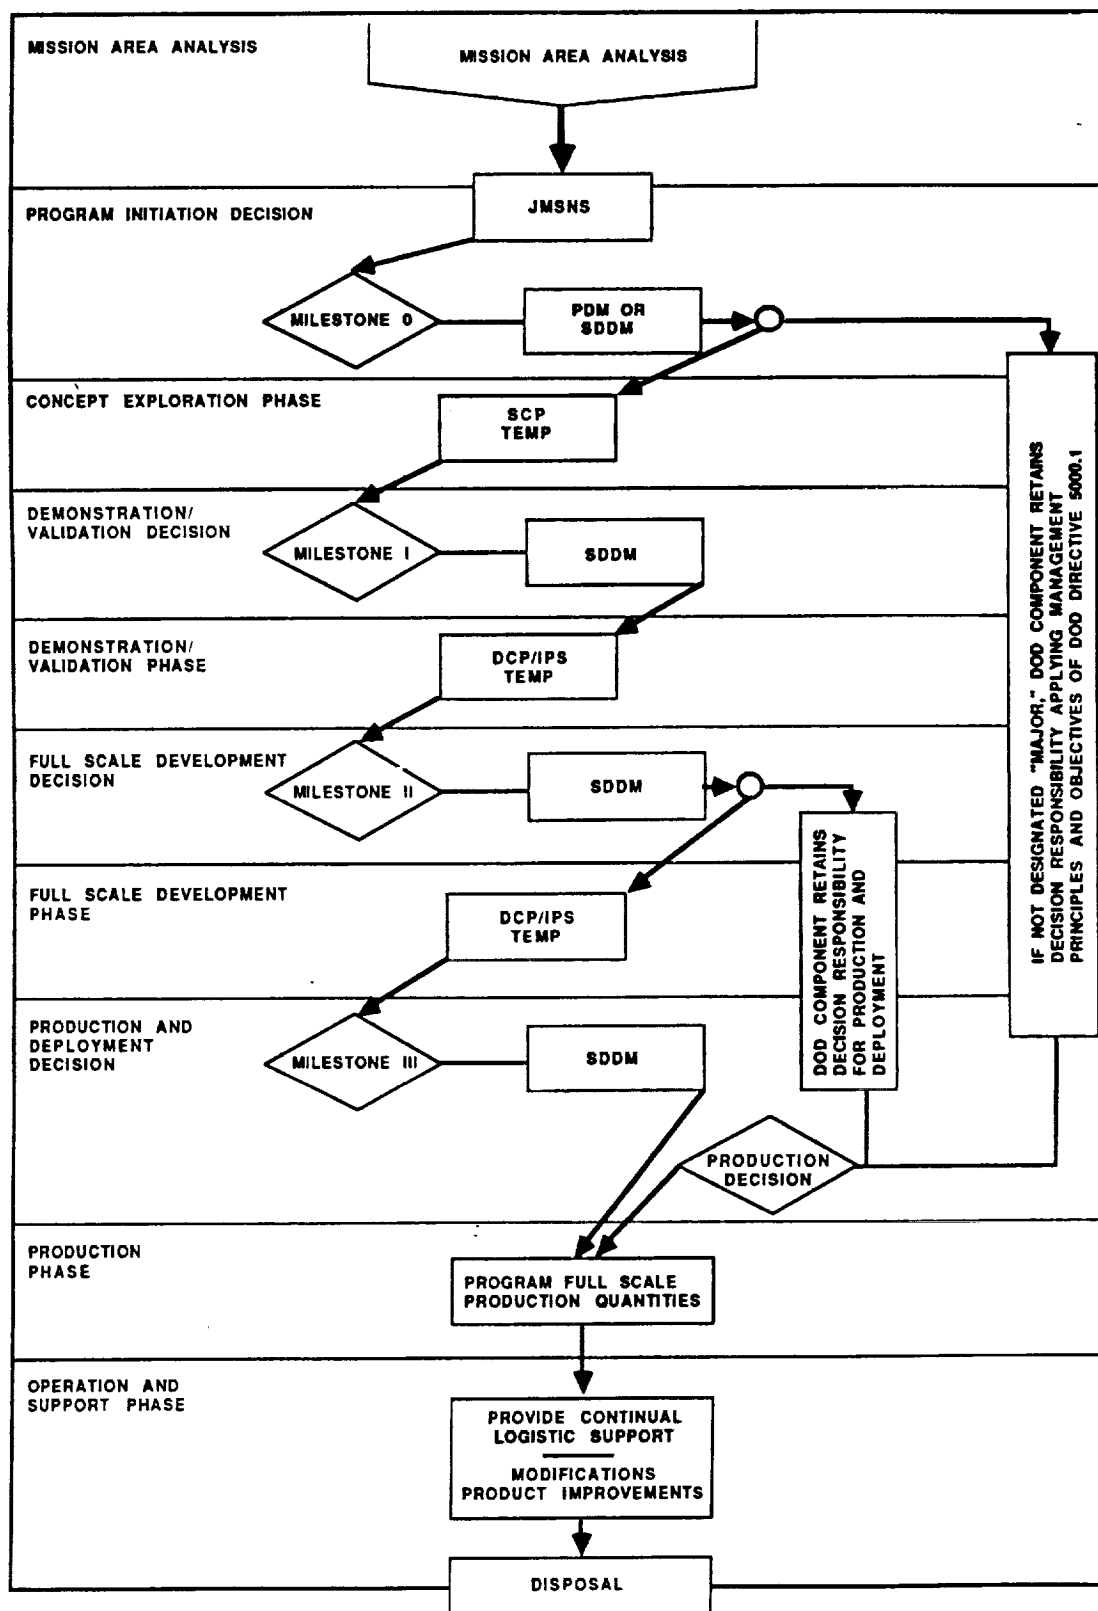 MISSION AREA ANALYSIS
MISSION AREA ANALYSIS
PROGRAM INITIATION DECISION
JMSNS
MILESTONE 0
PDM OR
SDDM
CONCEPT EXPLORATION PHASE
SCP
TEMP
DEMONSTRATION/
VALIDATION DECISION
MILESTONE I
SDDM
DEMONSTRATION/
VALIDATION PHASE
DCP/IPS
TEMP
FULL SCALE DEVELOPMENT
DECISION
MILESTONE II
SDDM
FULL SCALE DEVELOPMENT
PHASE
DCP/IPS
TEMP
DOD COMPONENT RETAINS
DECISION RESPONSIBILITY
FOR PRODUCTION AND
DEPLOYMENT
IF NOT DESIGNATED "MAJOR," DOD COMPONENT RETAINS
DECISION RESPONSIBILITY APPLYING MANAGEMENT
PRINCIPLES AND OBJECTIVES OF DOD DIRECTIVE 5000.1
PRODUCTION AND
DEPLOYMENT
DECISION
MILESTONE III
SDDM
PRODUCTION
DECISION
PRODUCTION
PHASE
PROGRAM FULL SCALE
PRODUCTION QUANTITIES
OPERATION AND
SUPPORT PHASE
PROVIDE CONTINUAL
LOGISTIC SUPPORT
MODIFICATIONS
PRODUCT IMPROVEMENTS
DISPOSAL